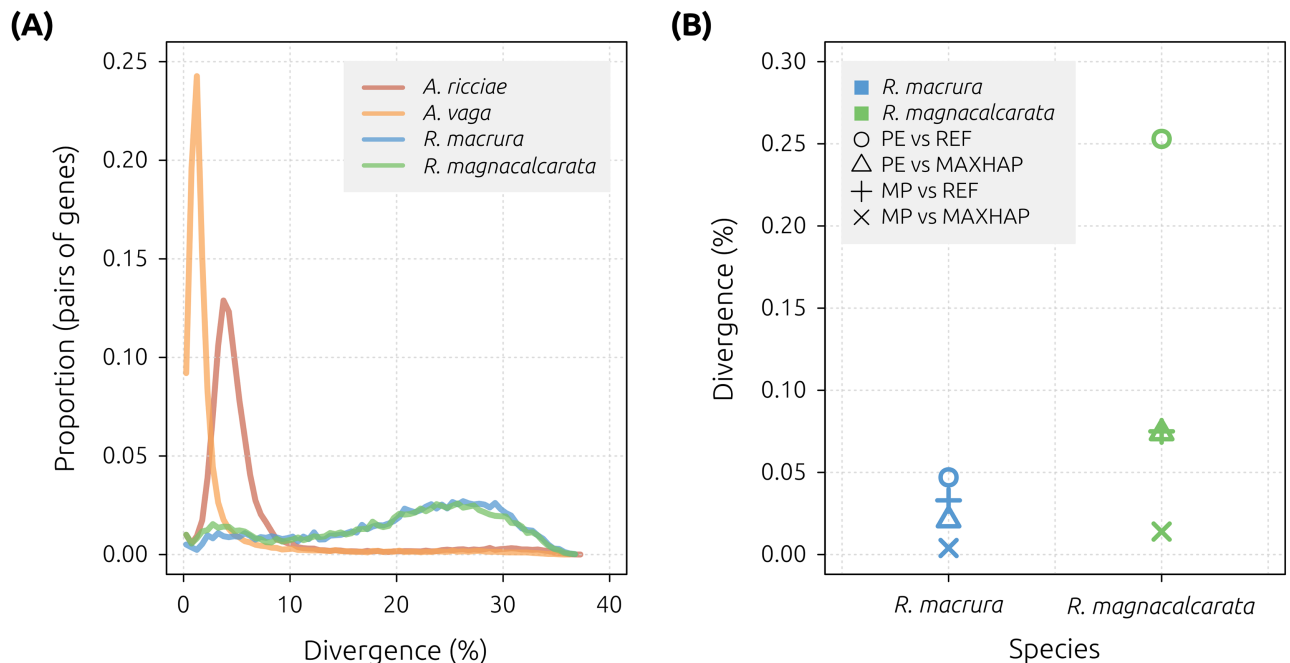 (A)
0.25
0.20
0.15
0.10
0.05
0.00
Proportion (pairs of genes)
A. ricciae
A. vaga
R. macrura
R. magnacalcarata
0 10 20 30 40
Divergence (%)
(B)
0.30
0.25
0.20
0.15
0.10
0.05
0.00
Divergence (%)
R. macrura
R. magnacalcarata
PE vs REF
PE vs MAXHAP
MP vs REF
MP vs MAXHAP
R. macrura R. magnacalcarata
Species